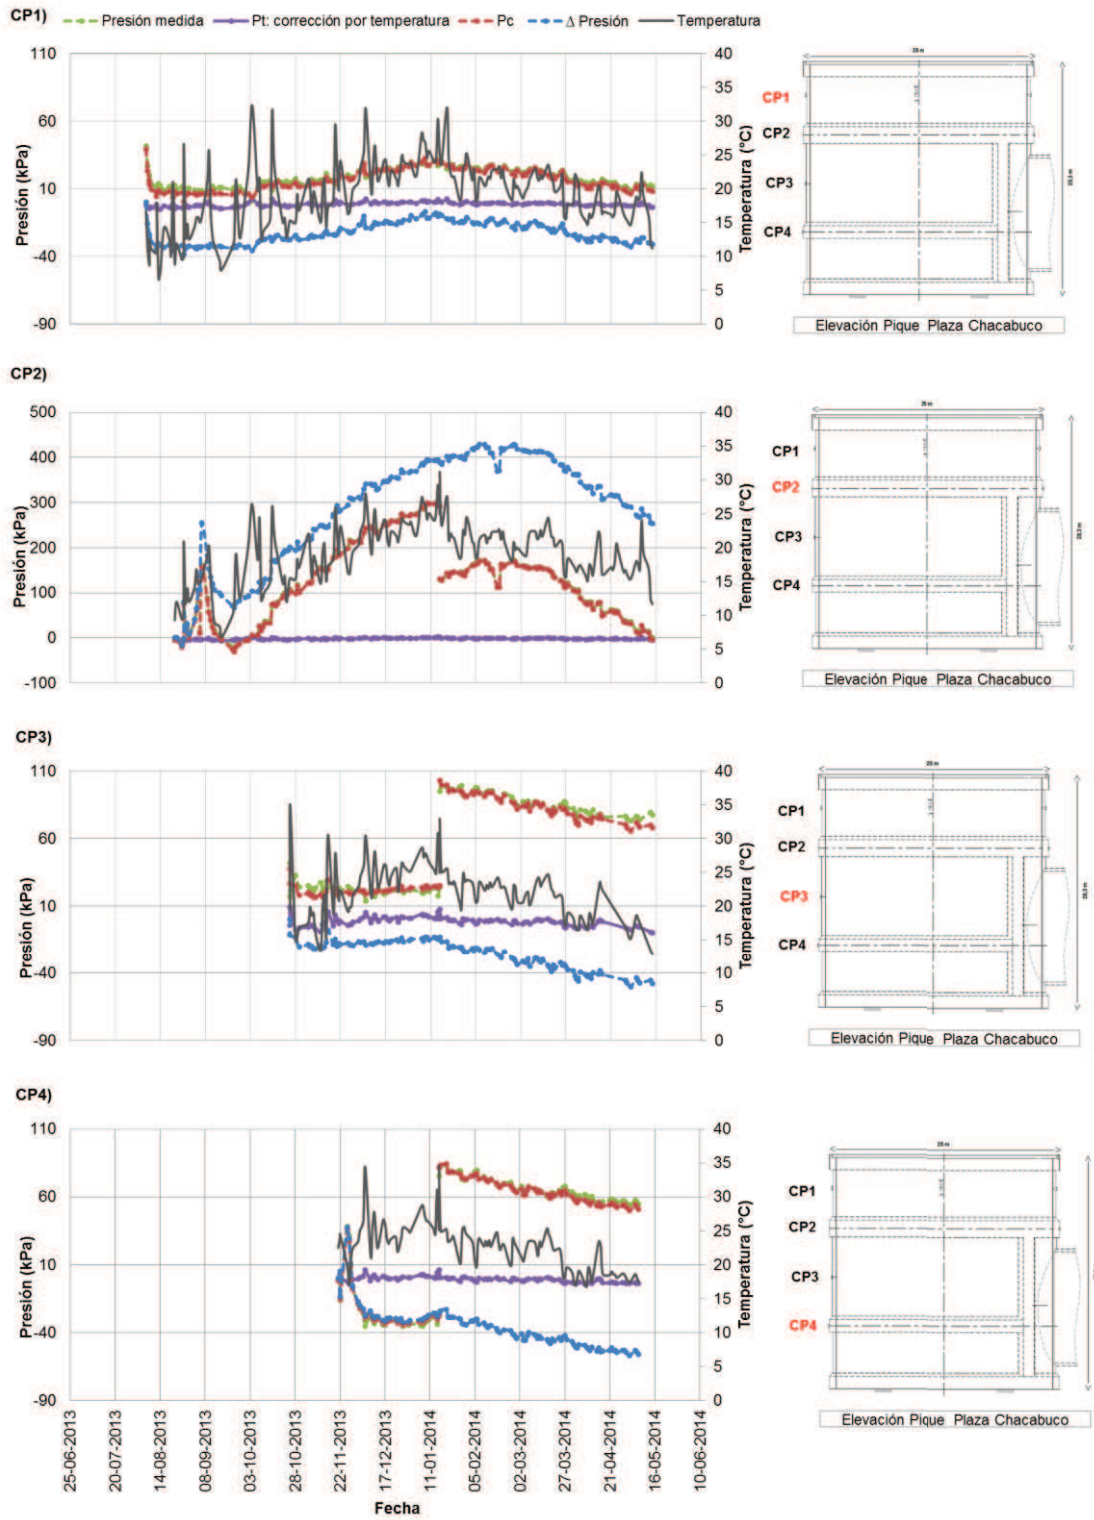 CP1)
Presión medida Pt: corrección por temperatura Pc Δ Presión Temperatura
110
60
10
-40
-90
Presión (kPa)
40
35
30
25
20
15
10
5
0
Temperatura (°C)
25 m
CP1
CP2
CP3
CP4
Elevación Pique Plaza Chacabuco
CP2)
500
400
300
200
100
0
-100
Presión (kPa)
40
35
30
25
20
15
10
5
0
Temperatura (°C)
25 m
CP1
CP2
CP3
CP4
Elevación Pique Plaza Chacabuco
CP3)
110
60
10
-40
-90
Presión (kPa)
40
35
30
25
20
15
10
5
0
Temperatura (°C)
25 m
CP1
CP2
CP3
CP4
Elevación Pique Plaza Chacabuco
CP4)
110
60
10
-40
-90
Presión (kPa)
40
35
30
25
20
15
10
5
0
Temperatura (°C)
25 m
CP1
CP2
CP3
CP4
Elevación Pique Plaza Chacabuco
25-06-2013
20-07-2013
14-08-2013
08-09-2013
03-10-2013
28-10-2013
22-11-2013
17-12-2013
11-01-2014
05-02-2014
02-03-2014
27-03-2014
21-04-2014
16-05-2014
10-06-2014
Fecha